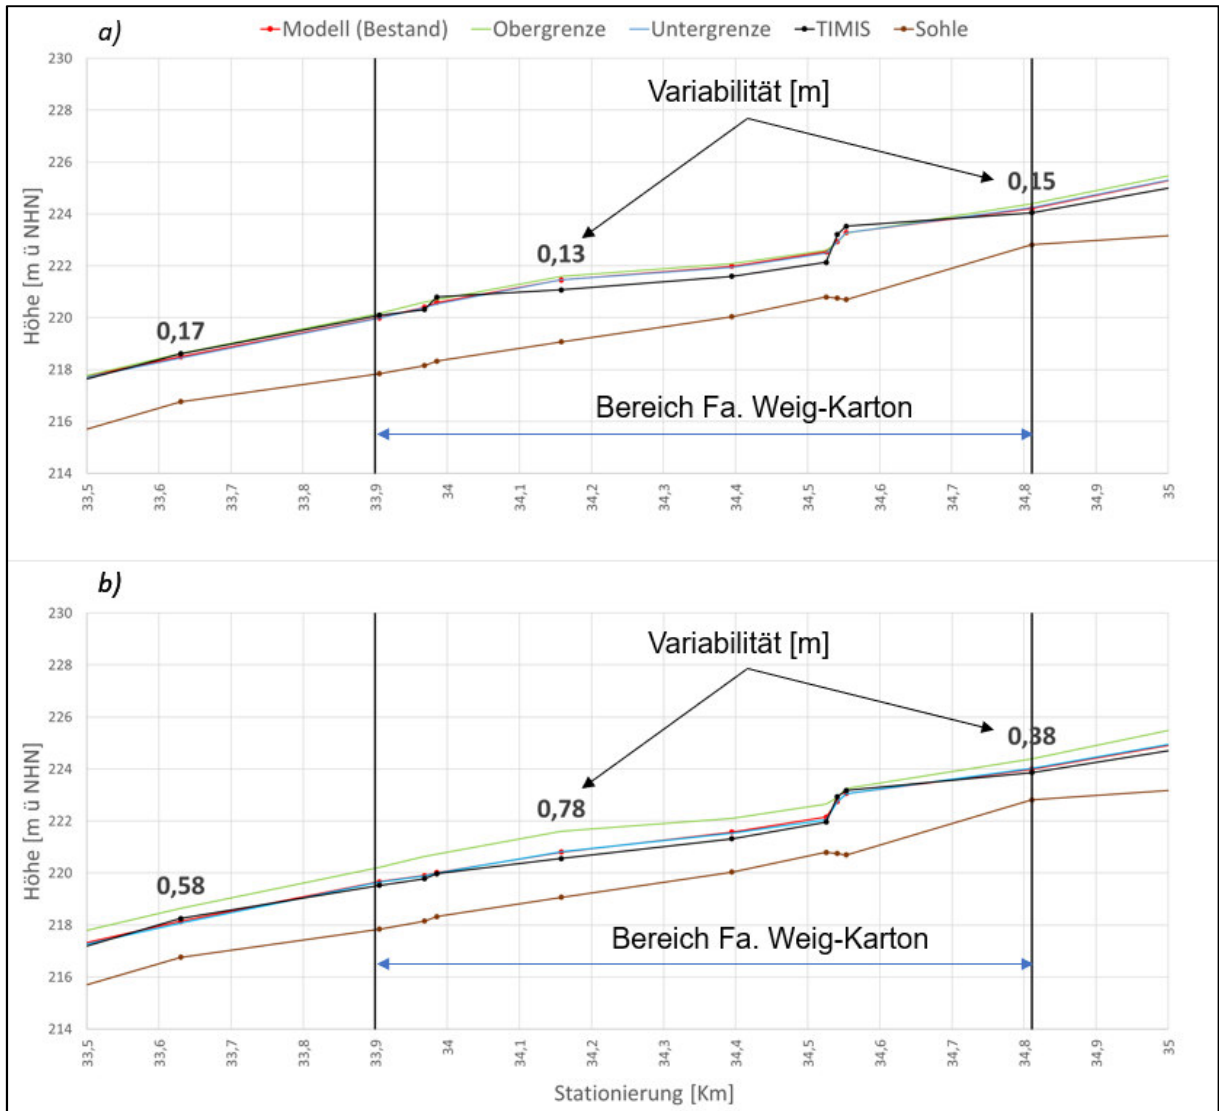 a)
Modell (Bestand) Obergrenze Untergrenze TIMIS Sohle
230
228
226
224
222
220
218
216
214
Höhe [m ü NHN]
Variabilität [m]
0,15
0,13
0,17
Bereich Fa. Weig-Karton
33,5 33,6 33,7 33,8 33,9 34 34,1 34,2 34,3 34,4 34,5 34,6 34,7 34,8 34,9 35
b)
230
228
226
224
222
220
218
216
214
Höhe [m ü NHN]
Variabilität [m]
0,38
0,78
0,58
Bereich Fa. Weig-Karton
33,5 33,6 33,7 33,8 33,9 34 34,1 34,2 34,3 34,4 34,5 34,6 34,7 34,8 34,9 35
Stationierung [Km]